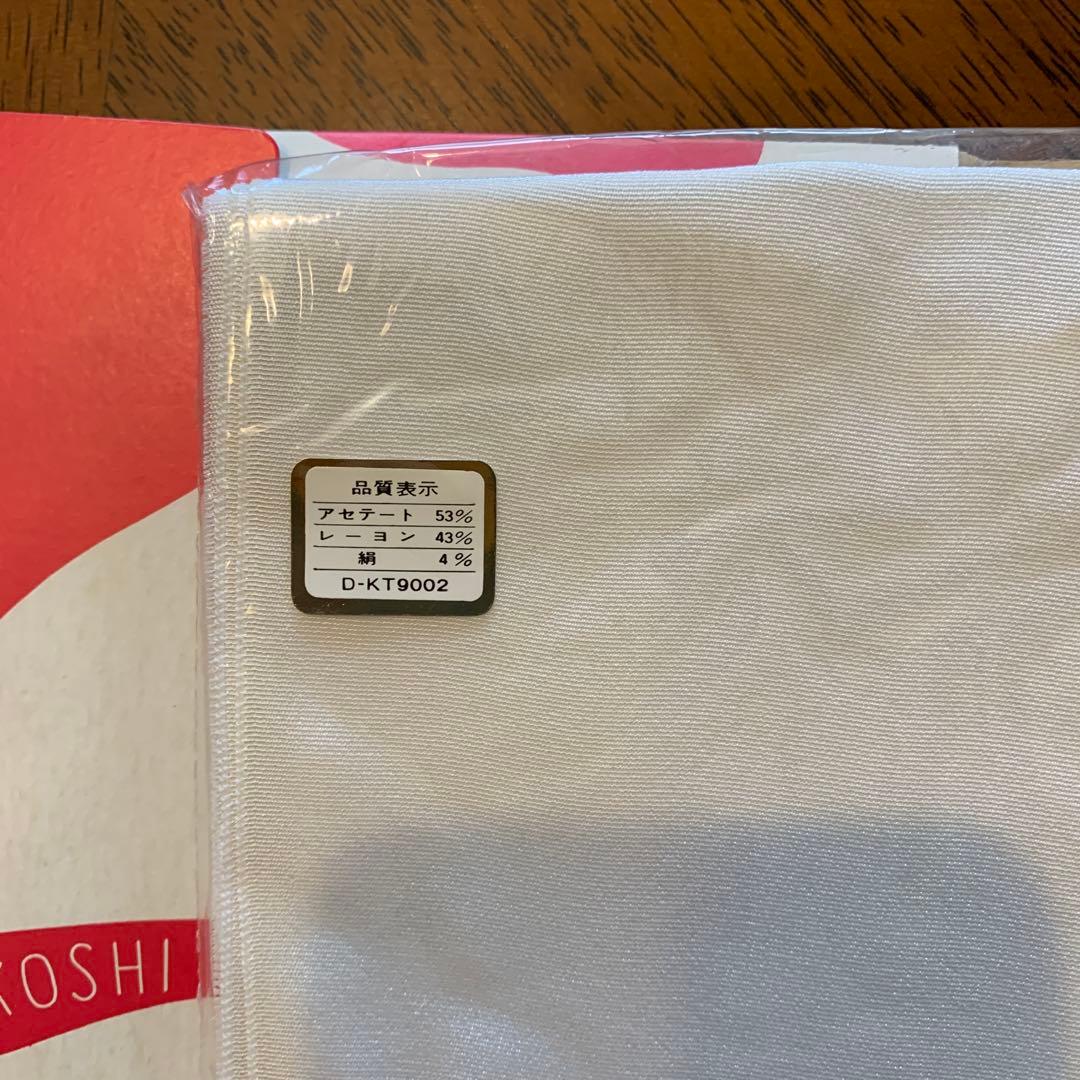 品質表示
アセテート 53%
レーヨン 43%
絹 4%
D-KT9002
KOSHI